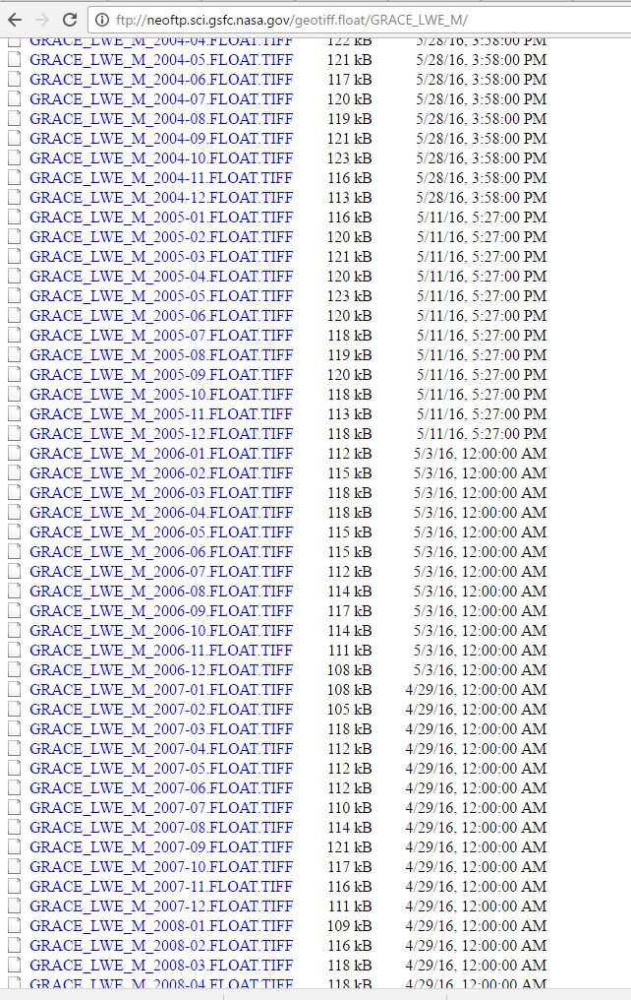 ftp://neoftp.sci.gsfc.nasa.gov/geotiff.float/GRACE_LWE_M/
GRACE_LWE_M_2004-04.FLOAT.TIFF 122 kB 5/28/16, 3:58:00 PM
GRACE_LWE_M_2004-05.FLOAT.TIFF 121 kB 5/28/16, 3:58:00 PM
GRACE_LWE_M_2004-06.FLOAT.TIFF 117 kB 5/28/16, 3:58:00 PM
GRACE_LWE_M_2004-07.FLOAT.TIFF 120 kB 5/28/16, 3:58:00 PM
GRACE_LWE_M_2004-08.FLOAT.TIFF 119 kB 5/28/16, 3:58:00 PM
GRACE_LWE_M_2004-09.FLOAT.TIFF 121 kB 5/28/16, 3:58:00 PM
GRACE_LWE_M_2004-10.FLOAT.TIFF 123 kB 5/28/16, 3:58:00 PM
GRACE_LWE_M_2004-11.FLOAT.TIFF 116 kB 5/28/16, 3:58:00 PM
GRACE_LWE_M_2004-12.FLOAT.TIFF 113 kB 5/28/16, 3:58:00 PM
GRACE_LWE_M_2005-01.FLOAT.TIFF 116 kB 5/11/16, 5:27:00 PM
GRACE_LWE_M_2005-02.FLOAT.TIFF 120 kB 5/11/16, 5:27:00 PM
GRACE_LWE_M_2005-03.FLOAT.TIFF 121 kB 5/11/16, 5:27:00 PM
GRACE_LWE_M_2005-04.FLOAT.TIFF 120 kB 5/11/16, 5:27:00 PM
GRACE_LWE_M_2005-05.FLOAT.TIFF 123 kB 5/11/16, 5:27:00 PM
GRACE_LWE_M_2005-06.FLOAT.TIFF 120 kB 5/11/16, 5:27:00 PM
GRACE_LWE_M_2005-07.FLOAT.TIFF 118 kB 5/11/16, 5:27:00 PM
GRACE_LWE_M_2005-08.FLOAT.TIFF 119 kB 5/11/16, 5:27:00 PM
GRACE_LWE_M_2005-09.FLOAT.TIFF 120 kB 5/11/16, 5:27:00 PM
GRACE_LWE_M_2005-10.FLOAT.TIFF 118 kB 5/11/16, 5:27:00 PM
GRACE_LWE_M_2005-11.FLOAT.TIFF 113 kB 5/11/16, 5:27:00 PM
GRACE_LWE_M_2005-12.FLOAT.TIFF 118 kB 5/11/16, 5:27:00 PM
GRACE_LWE_M_2006-01.FLOAT.TIFF 112 kB 5/3/16, 12:00:00 AM
GRACE_LWE_M_2006-02.FLOAT.TIFF 115 kB 5/3/16, 12:00:00 AM
GRACE_LWE_M_2006-03.FLOAT.TIFF 118 kB 5/3/16, 12:00:00 AM
GRACE_LWE_M_2006-04.FLOAT.TIFF 118 kB 5/3/16, 12:00:00 AM
GRACE_LWE_M_2006-05.FLOAT.TIFF 115 kB 5/3/16, 12:00:00 AM
GRACE_LWE_M_2006-06.FLOAT.TIFF 115 kB 5/3/16, 12:00:00 AM
GRACE_LWE_M_2006-07.FLOAT.TIFF 112 kB 5/3/16, 12:00:00 AM
GRACE_LWE_M_2006-08.FLOAT.TIFF 114 kB 5/3/16, 12:00:00 AM
GRACE_LWE_M_2006-09.FLOAT.TIFF 117 kB 5/3/16, 12:00:00 AM
GRACE_LWE_M_2006-10.FLOAT.TIFF 114 kB 5/3/16, 12:00:00 AM
GRACE_LWE_M_2006-11.FLOAT.TIFF 111 kB 5/3/16, 12:00:00 AM
GRACE_LWE_M_2006-12.FLOAT.TIFF 108 kB 5/3/16, 12:00:00 AM
GRACE_LWE_M_2007-01.FLOAT.TIFF 108 kB 4/29/16, 12:00:00 AM
GRACE_LWE_M_2007-02.FLOAT.TIFF 105 kB 4/29/16, 12:00:00 AM
GRACE_LWE_M_2007-03.FLOAT.TIFF 118 kB 4/29/16, 12:00:00 AM
GRACE_LWE_M_2007-04.FLOAT.TIFF 112 kB 4/29/16, 12:00:00 AM
GRACE_LWE_M_2007-05.FLOAT.TIFF 112 kB 4/29/16, 12:00:00 AM
GRACE_LWE_M_2007-06.FLOAT.TIFF 112 kB 4/29/16, 12:00:00 AM
GRACE_LWE_M_2007-07.FLOAT.TIFF 110 kB 4/29/16, 12:00:00 AM
GRACE_LWE_M_2007-08.FLOAT.TIFF 114 kB 4/29/16, 12:00:00 AM
GRACE_LWE_M_2007-09.FLOAT.TIFF 121 kB 4/29/16, 12:00:00 AM
GRACE_LWE_M_2007-10.FLOAT.TIFF 117 kB 4/29/16, 12:00:00 AM
GRACE_LWE_M_2007-11.FLOAT.TIFF 116 kB 4/29/16, 12:00:00 AM
GRACE_LWE_M_2007-12.FLOAT.TIFF 111 kB 4/29/16, 12:00:00 AM
GRACE_LWE_M_2008-01.FLOAT.TIFF 109 kB 4/29/16, 12:00:00 AM
GRACE_LWE_M_2008-02.FLOAT.TIFF 116 kB 4/29/16, 12:00:00 AM
GRACE_LWE_M_2008-03.FLOAT.TIFF 118 kB 4/29/16, 12:00:00 AM
GRACE_LWE_M_2008-04.FLOAT.TIFF 118 kB 4/29/16, 12:00:00 AM